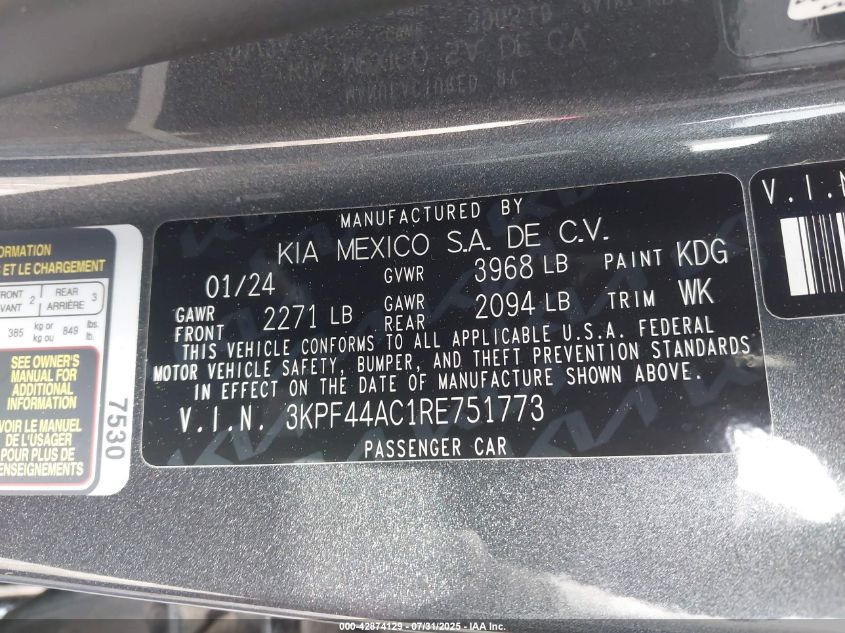 MANUFACTURED BY
KIA MEXICO S.A. DE C.V.
01/24 GVWR 3968 LB PAINT KDG
GAWR FRONT 2271 LB GAWR REAR 2094 LB TRIM WK
THIS VEHICLE CONFORMS TO ALL APPLICABLE U.S.A. FEDERAL
MOTOR VEHICLE SAFETY, BUMPER, AND THEFT PREVENTION STANDARDS
IN EFFECT ON THE DATE OF MANUFACTURE SHOWN ABOVE.
V.I.N. 3KPF44AC1RE751773
PASSENGER CAR
ORMATION
S ET LE CHARGEMENT
FRONT 2 REAR 3
VANT ARRIÈRE
385 kg or kg ou 849 lbs. lb.
SEE OWNER'S
MANUAL FOR
ADDITIONAL
INFORMATION
VOIR LE MANUEL
DE L'USAGER
POUR PLUS DE
ENSEIGNEMENTS
7530
V.I.N
000-42874129 - 07/31/2025 - IAA Inc.